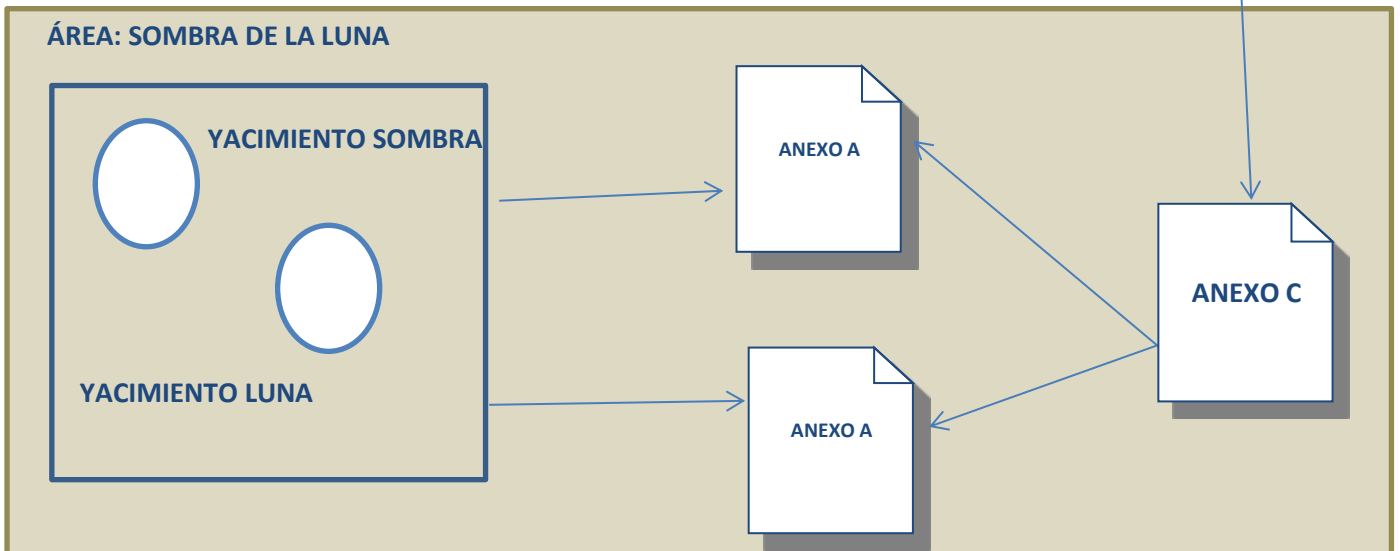 ÁREA: SOMBRA DE LA LUNA
YACIMIENTO SOMBRA
ANEXO A
ANEXO C
YACIMIENTO LUNA
ANEXO A